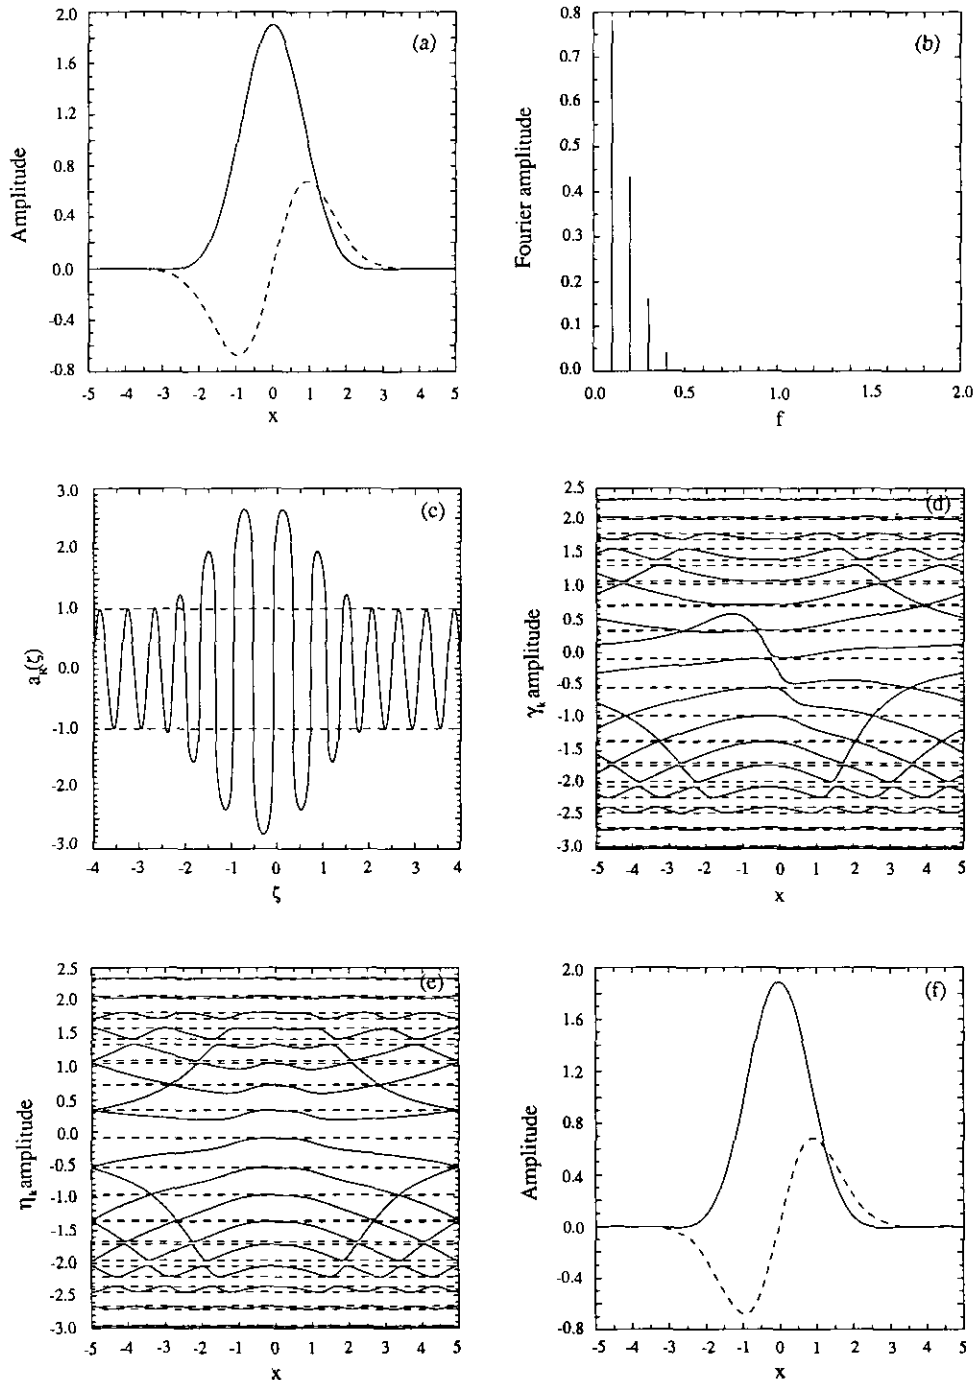 (a)
2.0
1.6
1.2
0.8
0.4
0.0
-0.4
-0.8
Amplitude
-5 -4 -3 -2 -1 0 1 2 3 4 5
x
(b)
0.8
0.7
0.6
0.5
0.4
0.3
0.2
0.1
0.0
Fourier amplitude
0.0 0.5 1.0 1.5 2.0
f
(c)
3.0
2.0
1.0
0.0
-1.0
-2.0
-3.0
a_R(ζ)
-4 -3 -2 -1 0 1 2 3 4
ζ
(d)
2.5
2.0
1.5
1.0
0.5
0.0
-0.5
-1.0
-1.5
-2.0
-2.5
-3.0
γ_k amplitude
-5 -4 -3 -2 -1 0 1 2 3 4 5
x
(e)
2.5
2.0
1.5
1.0
0.5
0.0
-0.5
-1.0
-1.5
-2.0
-2.5
-3.0
η_k amplitude
-5 -4 -3 -2 -1 0 1 2 3 4 5
x
(f)
2.0
1.6
1.2
0.8
0.4
0.0
-0.4
-0.8
Amplitude
-5 -4 -3 -2 -1 0 1 2 3 4 5
x